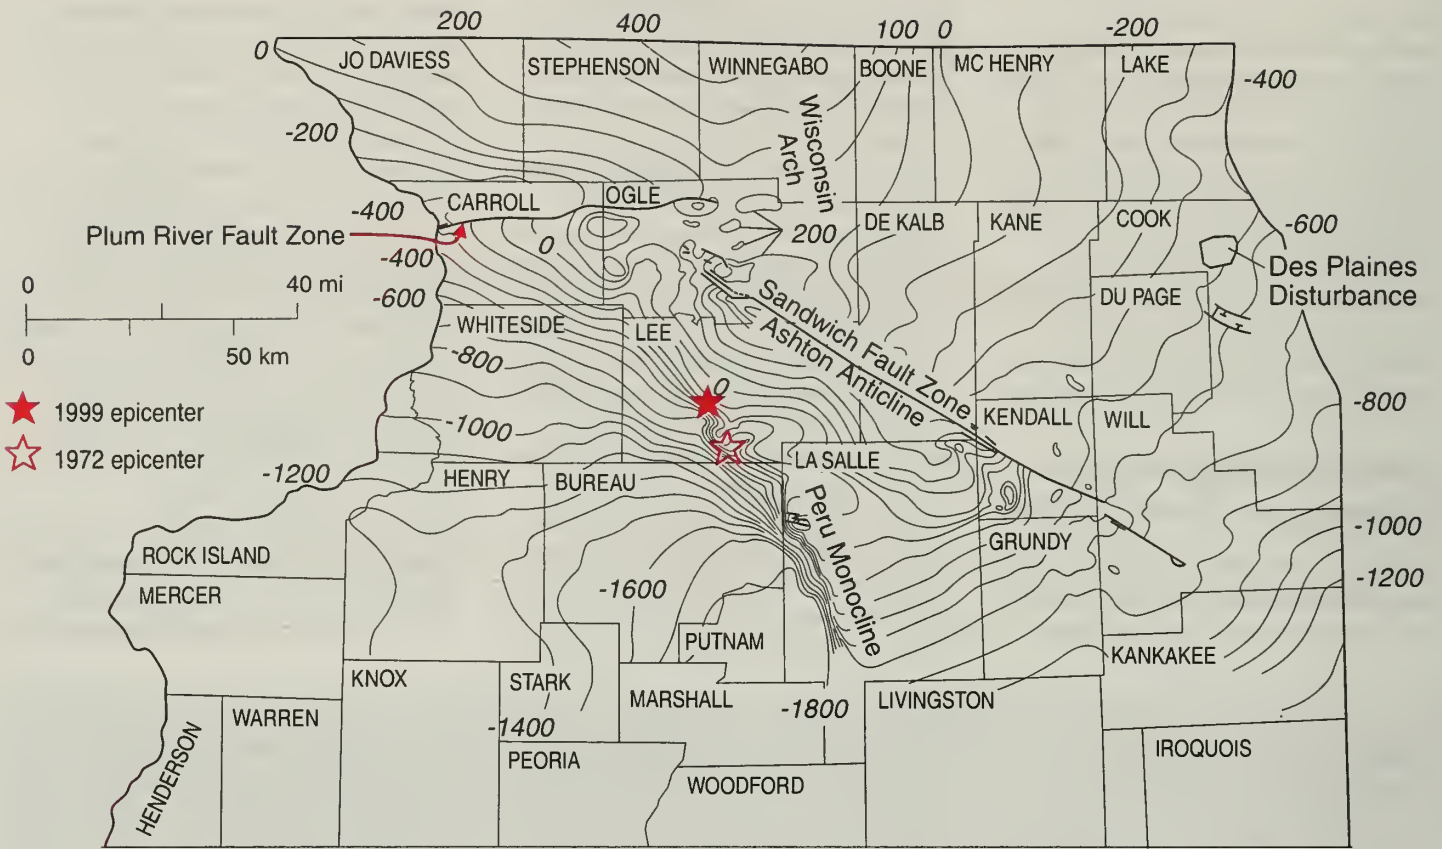 200
400
100
0
-200
0
JO DAVIESS
STEPHENSON
WINNEGABO
BOONE
MC HENRY
LAKE
-400
-200
Wisconsin
Arch
CARROLL
OGLE
-400
Plum River Fault Zone
0
200
DE KALB
KANE
COOK
-600
-400
Des Plaines
Disturbance
0
40 mi
-600
DU PAGE
Sandwich Fault Zone
Ashton Anticline
WHITESIDE
LEE
0
50 km
-800
0
1999 epicenter
KENDALL
WILL
-800
-1000
1972 epicenter
-1200
HENRY
BUREAU
LA SALLE
Peru Monocline
-1000
ROCK ISLAND
GRUNDY
-1200
MERCER
-1600
PUTNAM
KANKAKEE
KNOX
STARK
MARSHALL
-1800
LIVINGSTON
WARREN
-1400
HENDERSON
PEORIA
WOODFORD
IROQUOIS